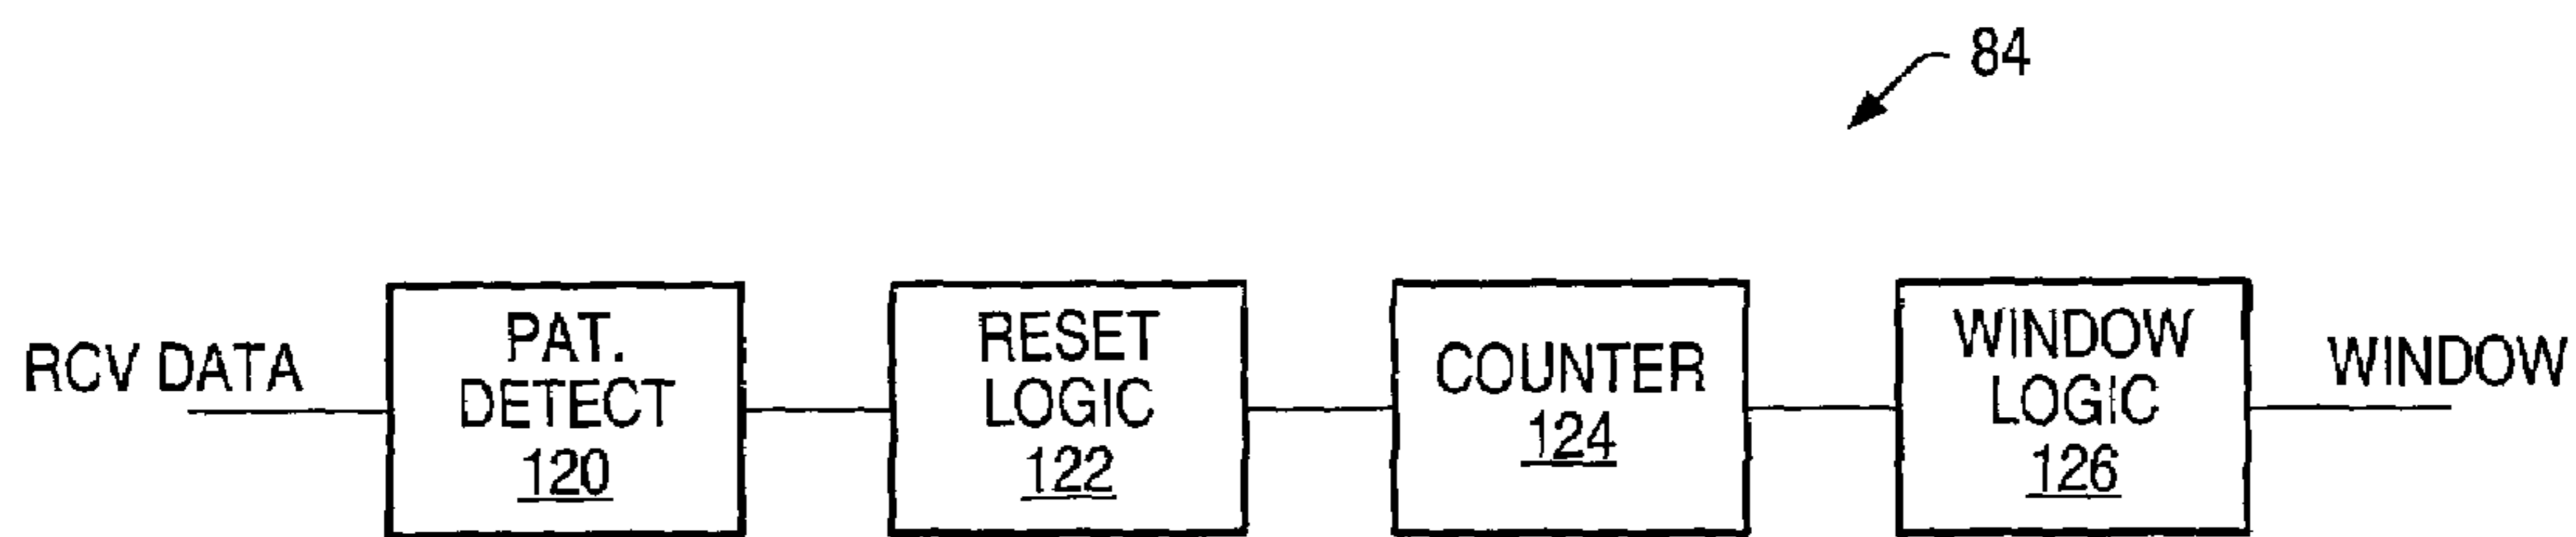 84
RCV DATA
PAT.
DETECT
120
RESET
LOGIC
122
COUNTER
124
WINDOW
LOGIC
126
WINDOW